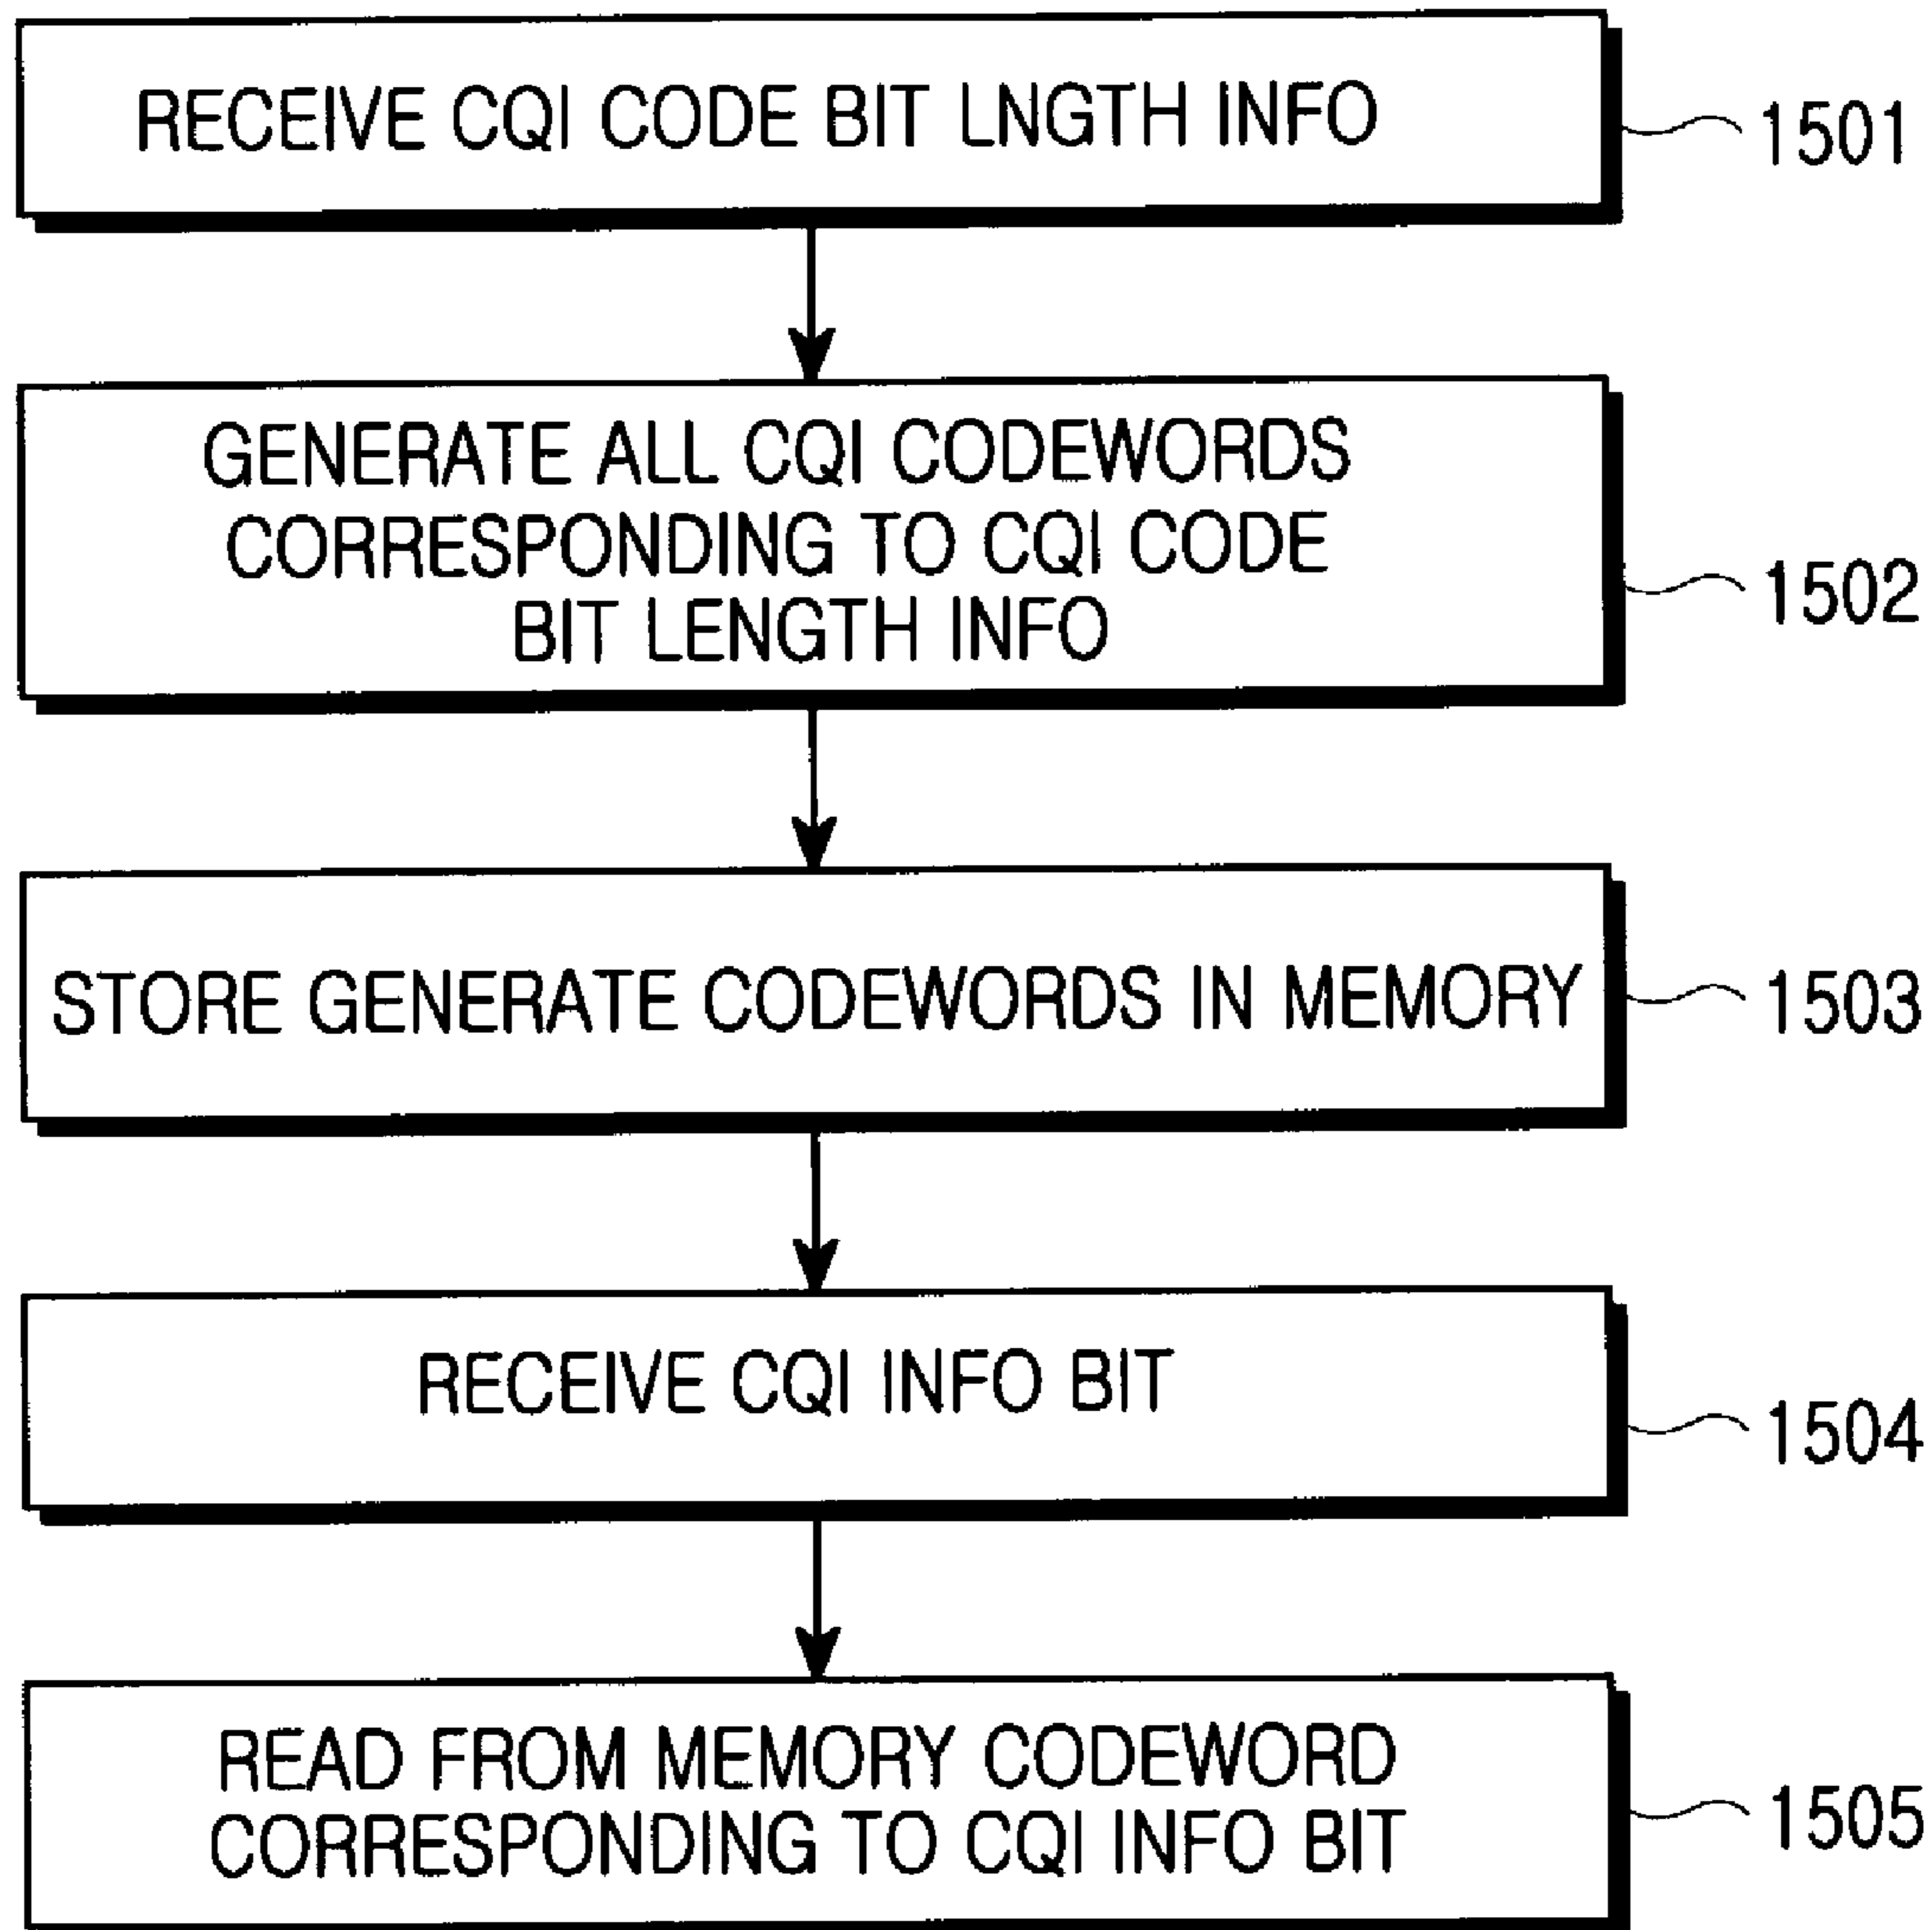 RECEIVE CQI CODE BIT LNGTH INFO
1501
GENERATE ALL CQI CODEWORDS
CORRESPONDING TO CQI CODE
BIT LENGTH INFO
1502
STORE GENERATE CODEWORDS IN MEMORY
1503
RECEIVE CQI INFO BIT
1504
READ FROM MEMORY CODEWORD
CORRESPONDING TO CQI INFO BIT
1505